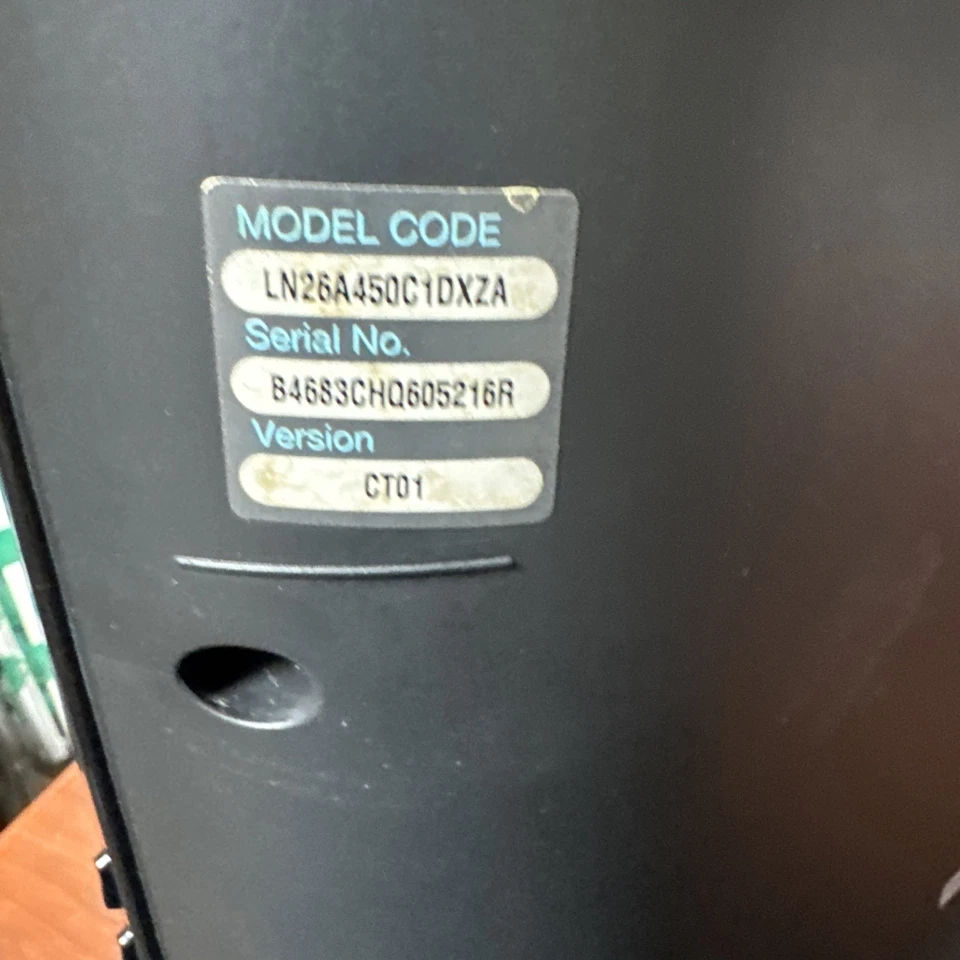 MODEL CODE
LN26A450C1DXZA
Serial No.
B4683CHQ605216R
Version
CT01